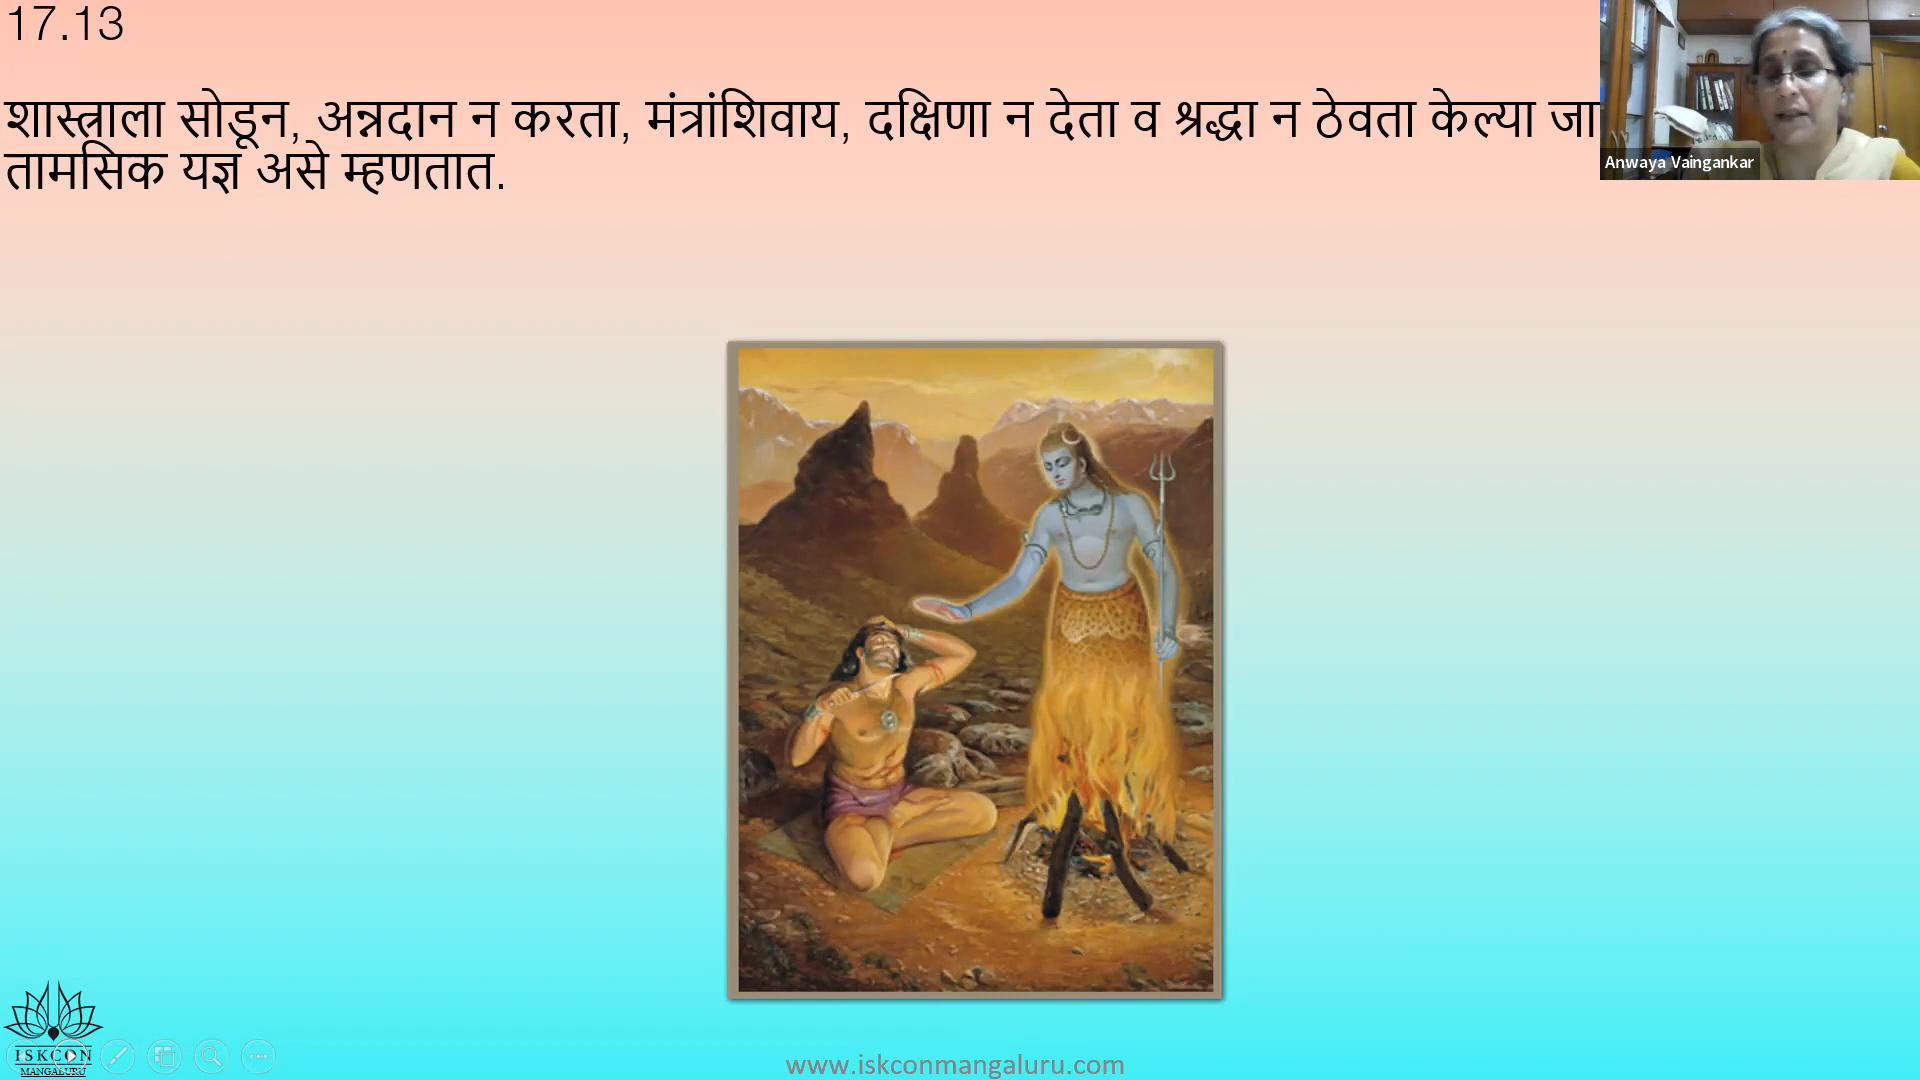 17.13
शास्त्राला सोडून, अन्नदान न करता, मंत्रांशिवाय, दक्षिणा न देता व श्रद्धा न ठेवता केल्या
तामसिक यज्ञ असे म्हणतात.
Anwaya Vaingankar
ISKCON
MANGALURU
www.iskconmangaluru.com